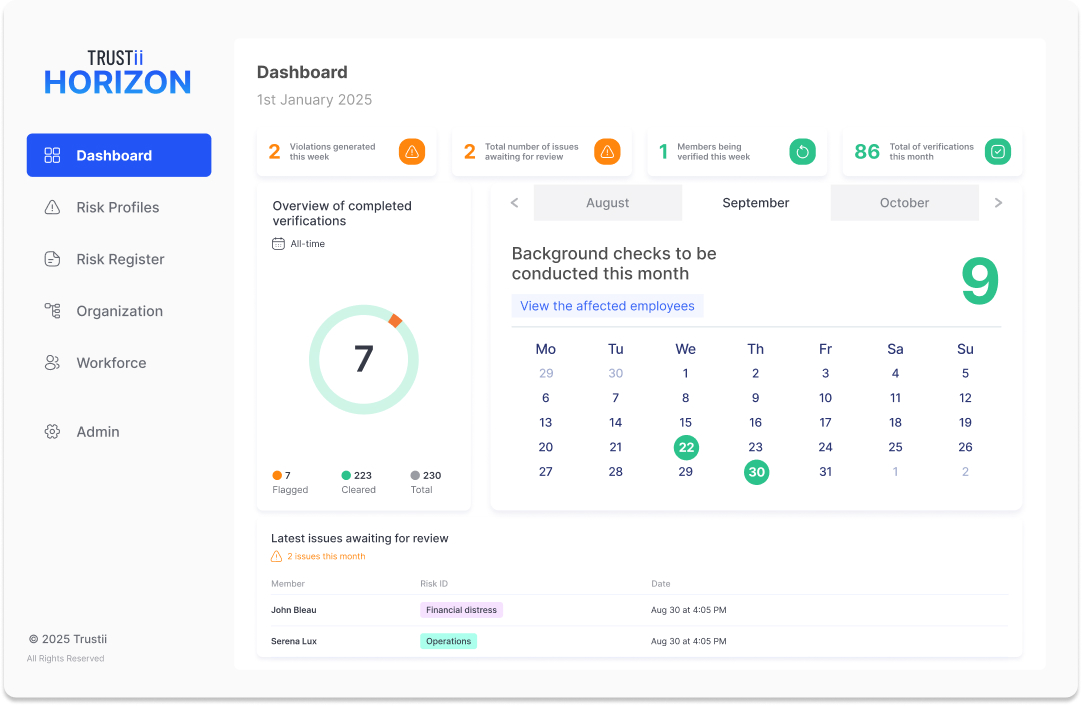 TRUSTii
HORIZON
Dashboard
Risk Profiles
Risk Register
Organization
Workforce
Admin
© 2025 Trustii
All Rights Reserved
Dashboard
1st January 2025
2 Violations generated
this week
2 Total number of issues
awaiting for review
1 Members being
verified this week
86 Total of verifications
this month
Overview of completed
verifications
All-time
7
7 223 230
Flagged Cleared Total
< August September October >
Background checks to be
conducted this month
9
View the affected employees
Mo Tu We Th Fr Sa Su
29 30 1 2 3 4 5
6 7 8 9 10 11 12
13 14 15 16 17 18 19
20 21 22 23 24 25 26
27 28 29 30 31 1 2
Latest issues awaiting for review
2 issues this month
Member Risk ID Date
John Bleau Financial distress Aug 30 at 4:05 PM
Serena Lux Operations Aug 30 at 4:05 PM